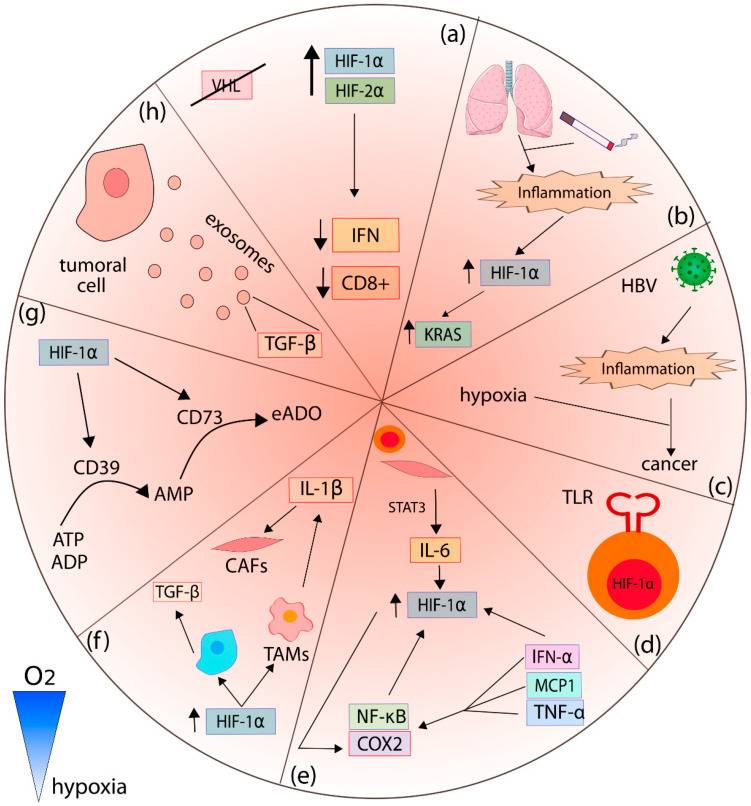 (a)
VHL
HIF-1α
HIF-2α
IFN
CD8+
(b)
Inflammation
HIF-1α
KRAS
(c)
HBV
Inflammation
hypoxia
cancer
(d)
TLR
HIF-1α
(e)
STAT3
IL-6
HIF-1α
IFN-α
MCP1
TNF-α
NF-κB
COX2
(f)
IL-1β
CAFs
TGF-β
TAMs
HIF-1α
(g)
HIF-1α
CD73
eADO
CD39
AMP
ATP
ADP
(h)
exosomes
tumoral
cell
TGF-β
O2
hypoxia